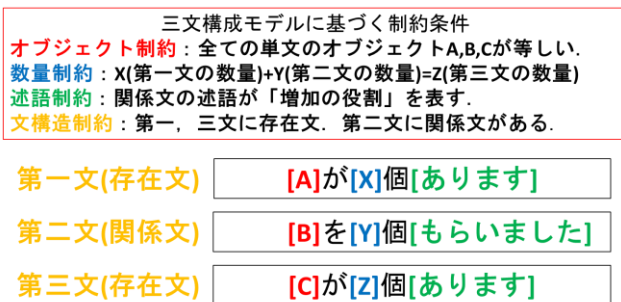 三文構成モデルに基づく制約条件
オブジェクト制約：全ての単文のオブジェクトA,B,Cが等しい.
数量制約：X(第一文の数量)+Y(第二文の数量)=Z(第三文の数量)
述語制約：関係文の述語が「増加の役割」を表す.
文構造制約：第一，三文に存在文．第二文に関係文がある.
第一文(存在文) [A]が[X]個[あります]
第二文(関係文) [B]を[Y]個[もらいました]
第三文(存在文) [C]が[Z]個[あります]